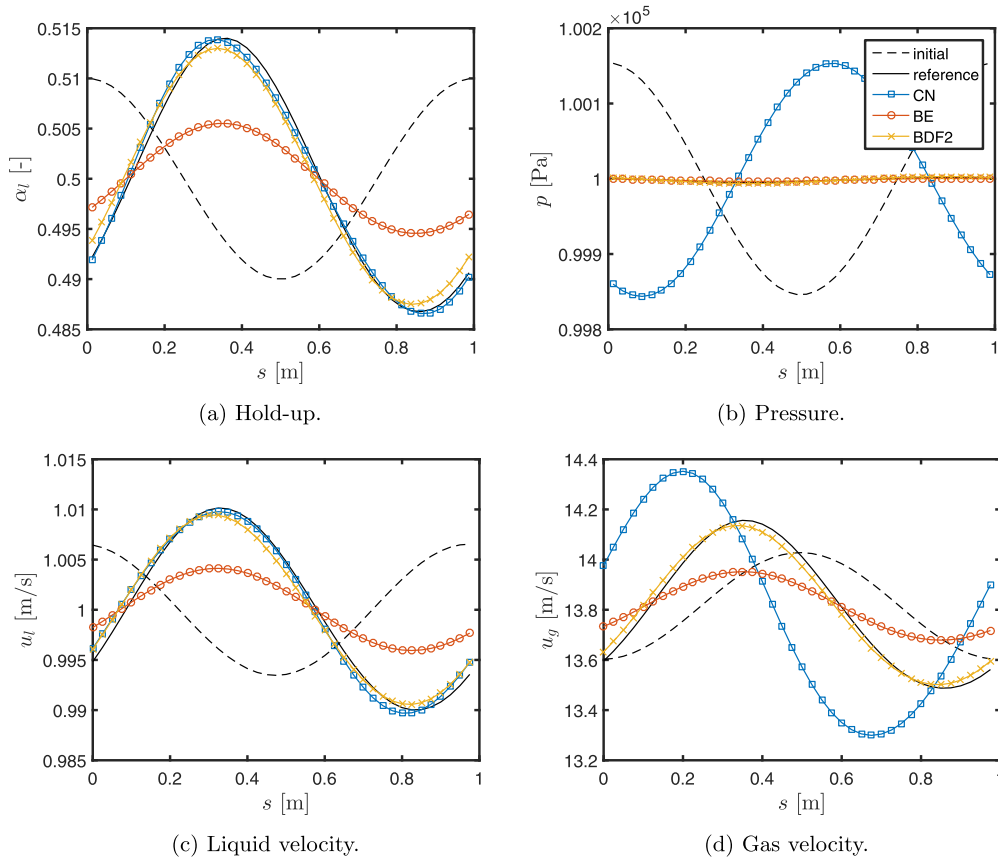 0.515
0.51
0.505
0.5
0.495
0.49
0.485
αl [-]
0 0.2 0.4 0.6 0.8 1
s [m]
(a) Hold-up.
×10^5
1.002
1.001
1
0.999
0.998
p [Pa]
initial
reference
CN
BE
BDF2
0 0.2 0.4 0.6 0.8 1
s [m]
(b) Pressure.
1.015
1.01
1.005
1
0.995
0.99
0.985
ul [m/s]
0 0.2 0.4 0.6 0.8 1
s [m]
(c) Liquid velocity.
14.4
14.2
14
13.8
13.6
13.4
13.2
ug [m/s]
0 0.2 0.4 0.6 0.8 1
s [m]
(d) Gas velocity.